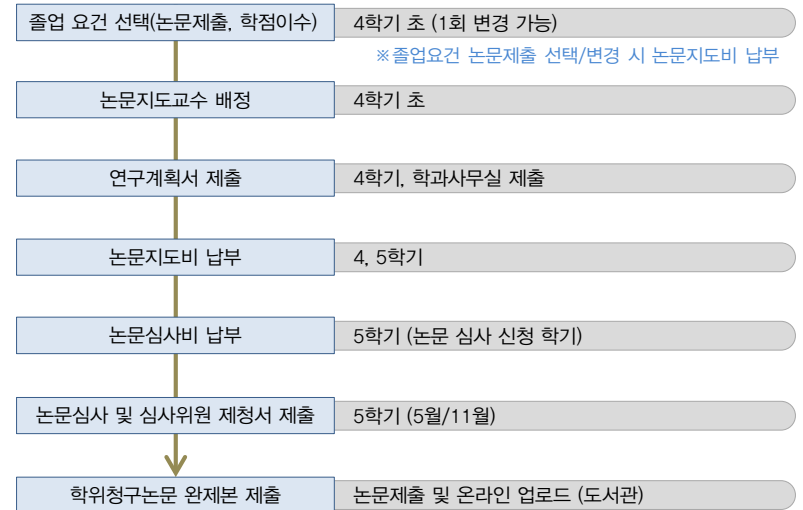 졸업 요건 선택(논문제출, 학점이수) 4학기 초 (1회 변경 가능)
※졸업요건 논문제출 선택/변경 시 논문지도비 납부
논문지도교수 배정 4학기 초
연구계획서 제출 4학기, 학과사무실 제출
논문지도비 납부 4, 5학기
논문심사비 납부 5학기 (논문 심사 신청 학기)
논문심사 및 심사위원 제청서 제출 5학기 (5월/11월)
학위청구논문 완제본 제출 논문제출 및 온라인 업로드 (도서관)